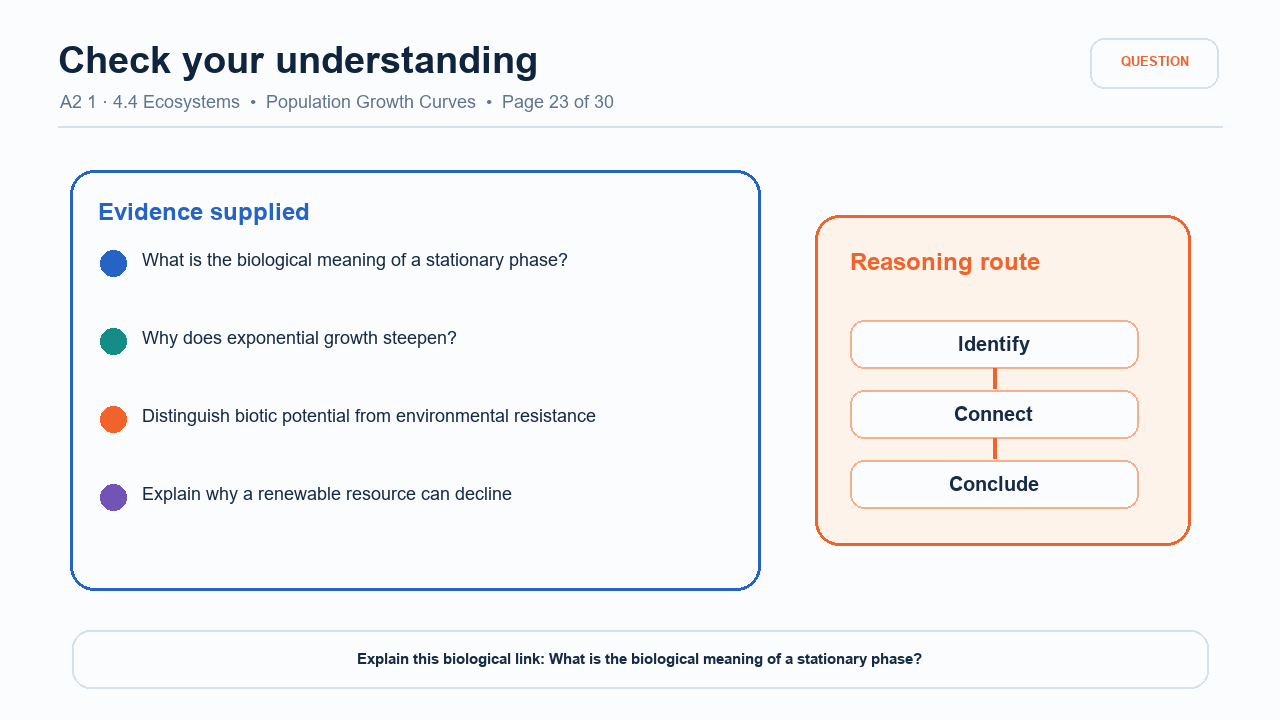 Check your understanding
QUESTION
A2 1 · 4.4 Ecosystems • Population Growth Curves • Page 23 of 30
Evidence supplied
What is the biological meaning of a stationary phase?
Why does exponential growth steepen?
Distinguish biotic potential from environmental resistance
Explain why a renewable resource can decline
Reasoning route
Identify
Connect
Conclude
Explain this biological link: What is the biological meaning of a stationary phase?